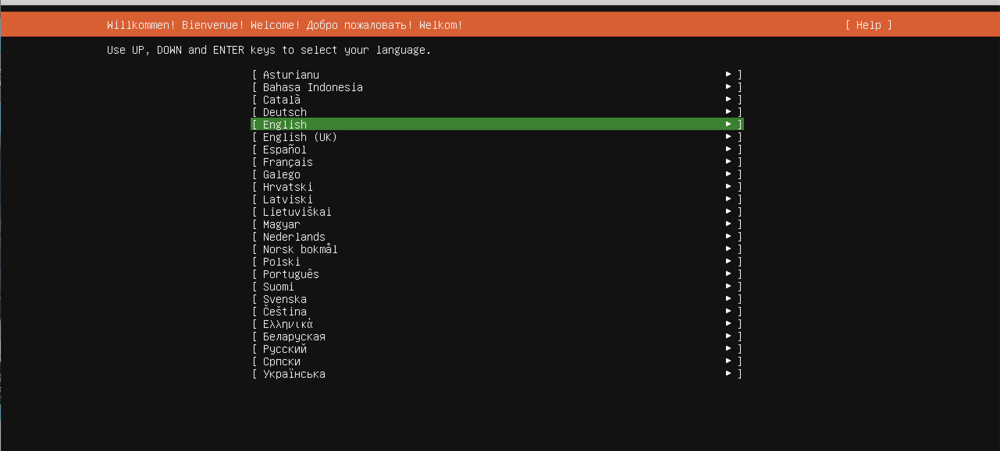 Willkommen! Bienvenue! Welcome! Добро пожаловать! Welkom! [ Help ]
Use UP, DOWN and ENTER keys to select your language.
[ Asturianu ► ]
[ Bahasa Indonesia ► ]
[ Català ► ]
[ Deutsch ► ]
[ English ► ]
[ English (UK) ► ]
[ Español ► ]
[ Français ► ]
[ Galego ► ]
[ Hrvatski ► ]
[ Latviski ► ]
[ Lietuviškai ► ]
[ Magyar ► ]
[ Nederlands ► ]
[ Norsk bokmål ► ]
[ Polski ► ]
[ Português ► ]
[ Suomi ► ]
[ Svenska ► ]
[ Čeština ► ]
[ Ελληνικά ► ]
[ Беларуская ► ]
[ Русский ► ]
[ Српски ► ]
[ Українська ► ]